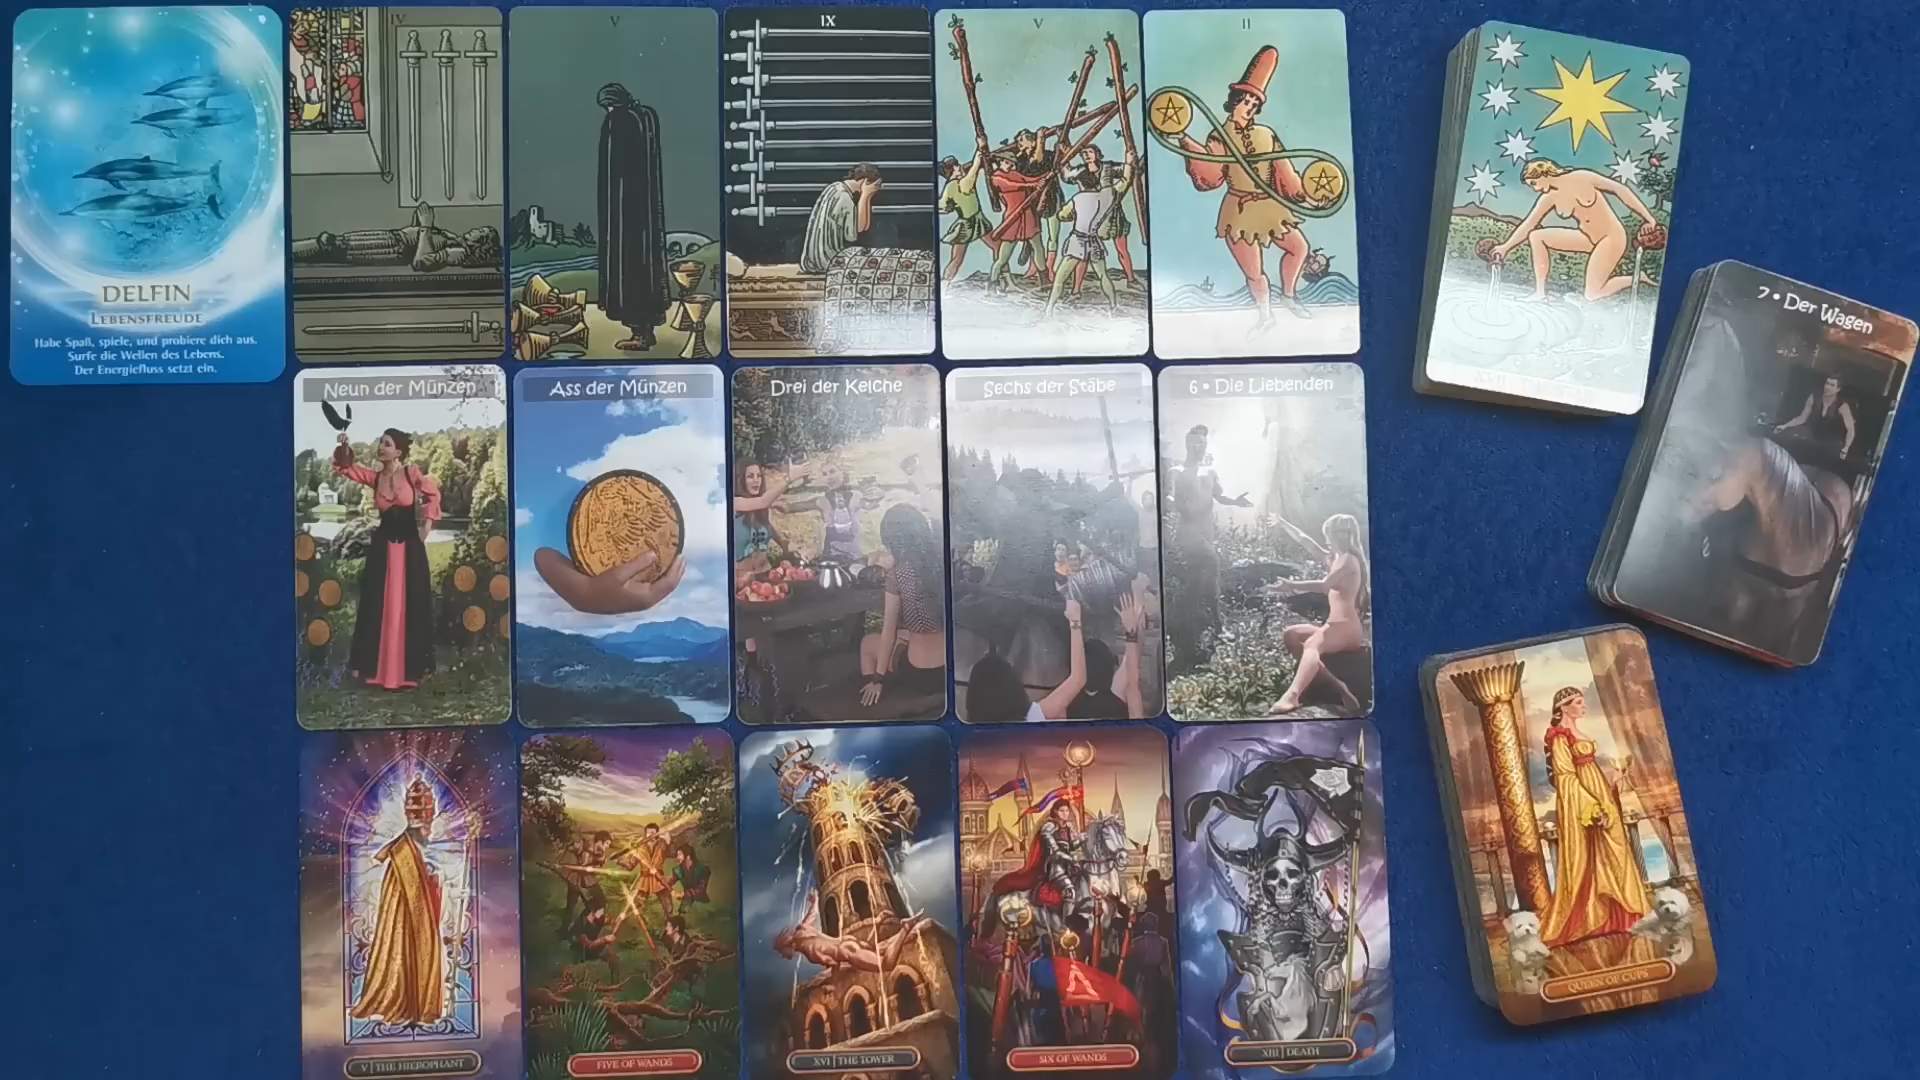 DELFIN
LEBENSFREUDE
Habe Spaß, spiele, und probiere dich aus.
Surfe die Wellen des Lebens.
Der Energiefluss setzt ein.
IV
V
IX
V
II
7 • Der Wagen
Neun der Münzen
Ass der Münzen
Drei der Kelche
Sechs der Stäbe
6 • Die Liebenden
V | THE HIEROPHANT
FIVE OF WANDS
XVI | THE TOWER
SIX OF WANDS
XIII | DEATH
QUEEN OF CUPS